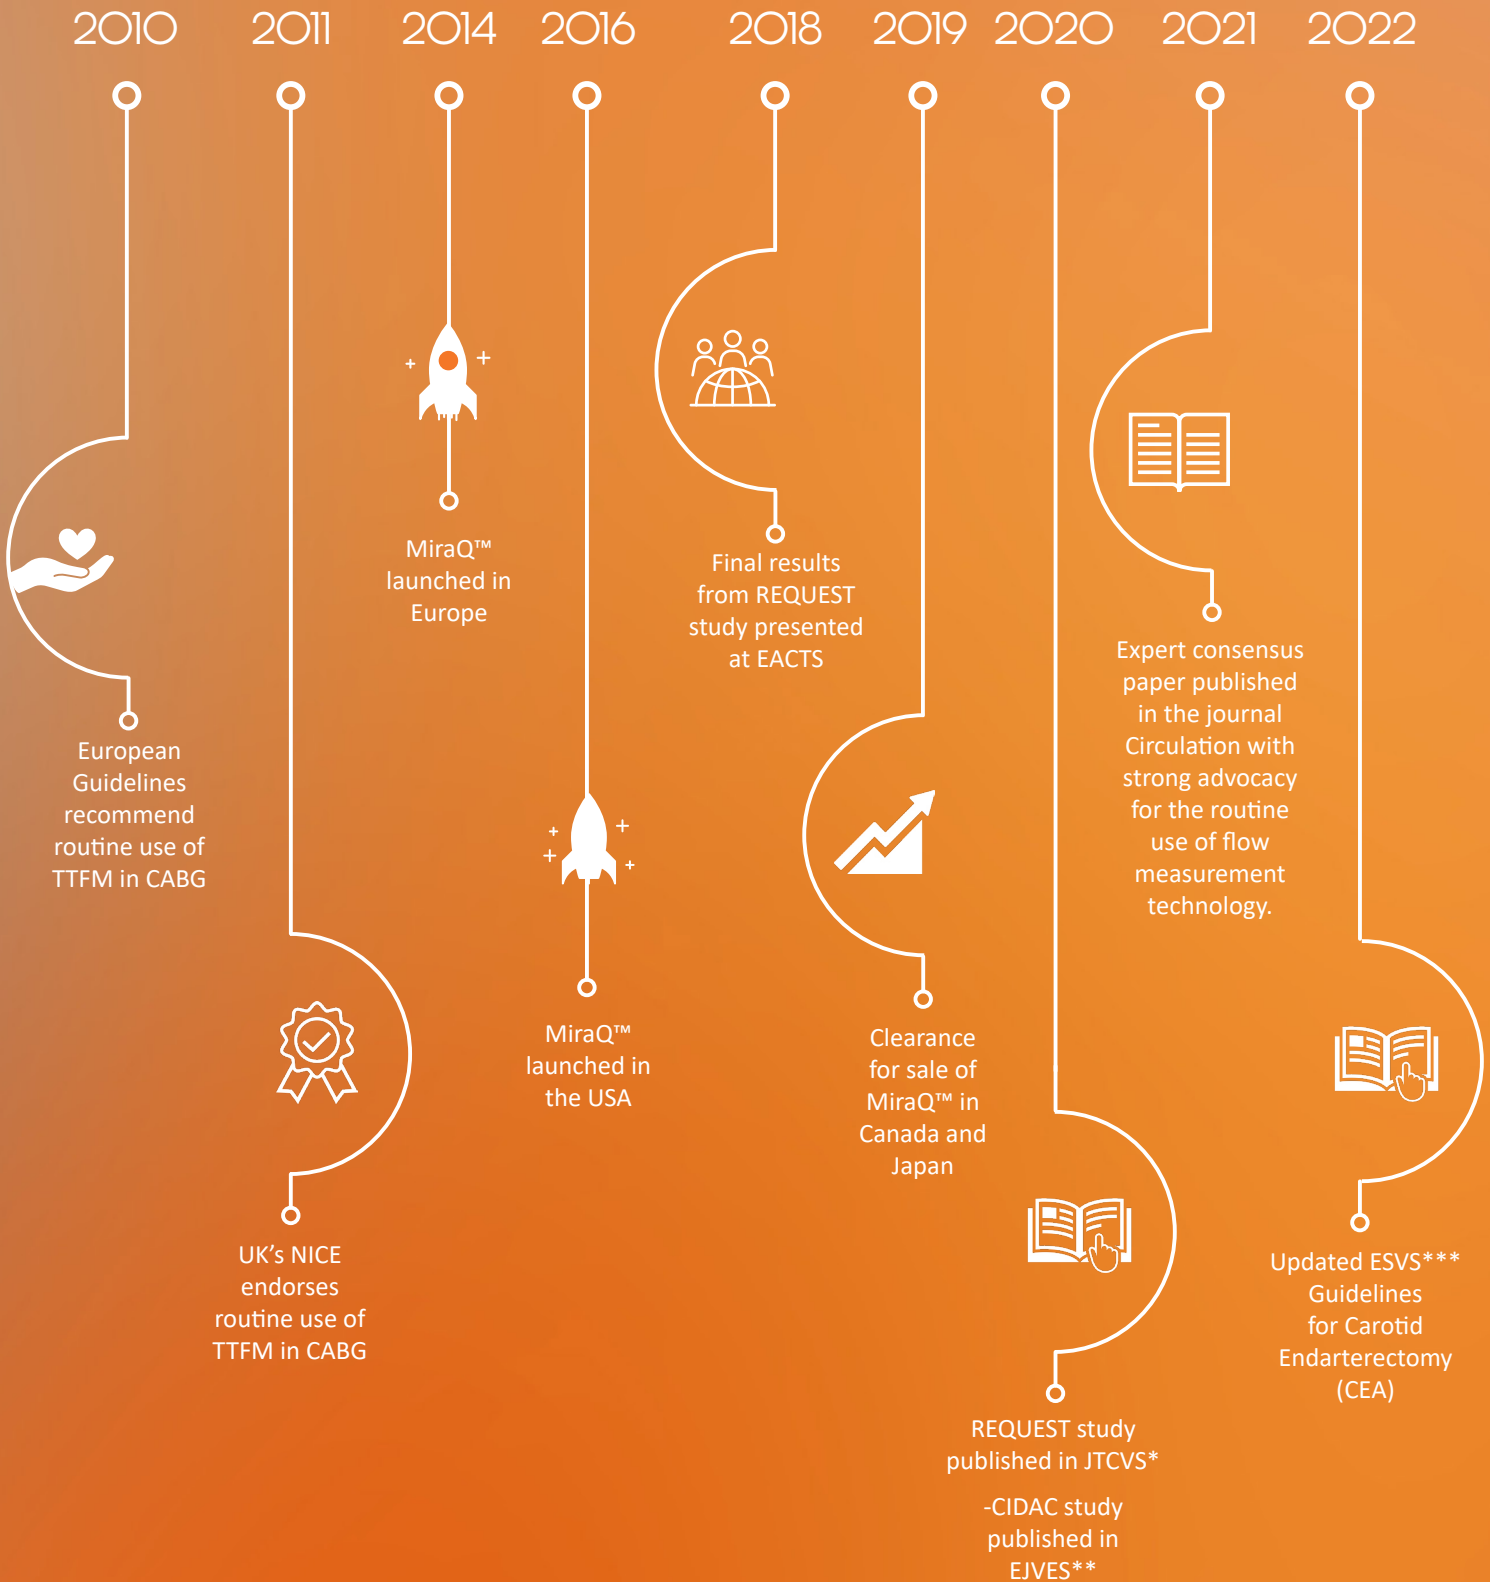 2010
2011
2014
2016
2018
2019
2020
2021
2022
European
Guidelines
recommend
routine use of
TTFM in CABG
UK’s NICE
endorses
routine use of
TTFM in CABG
MiraQ™
launched in
Europe
MiraQ™
launched in
the USA
Final results
from REQUEST
study presented
at EACTS
Clearance
for sale of
MiraQ™ in
Canada and
Japan
REQUEST study
published in JTCVS*
-CIDAC study
published in
EJVES**
Expert consensus
paper published
in the journal
Circulation with
strong advocacy
for the routine
use of flow
measurement
technology.
Updated ESVS***
Guidelines
for Carotid
Endarterectomy
(CEA)